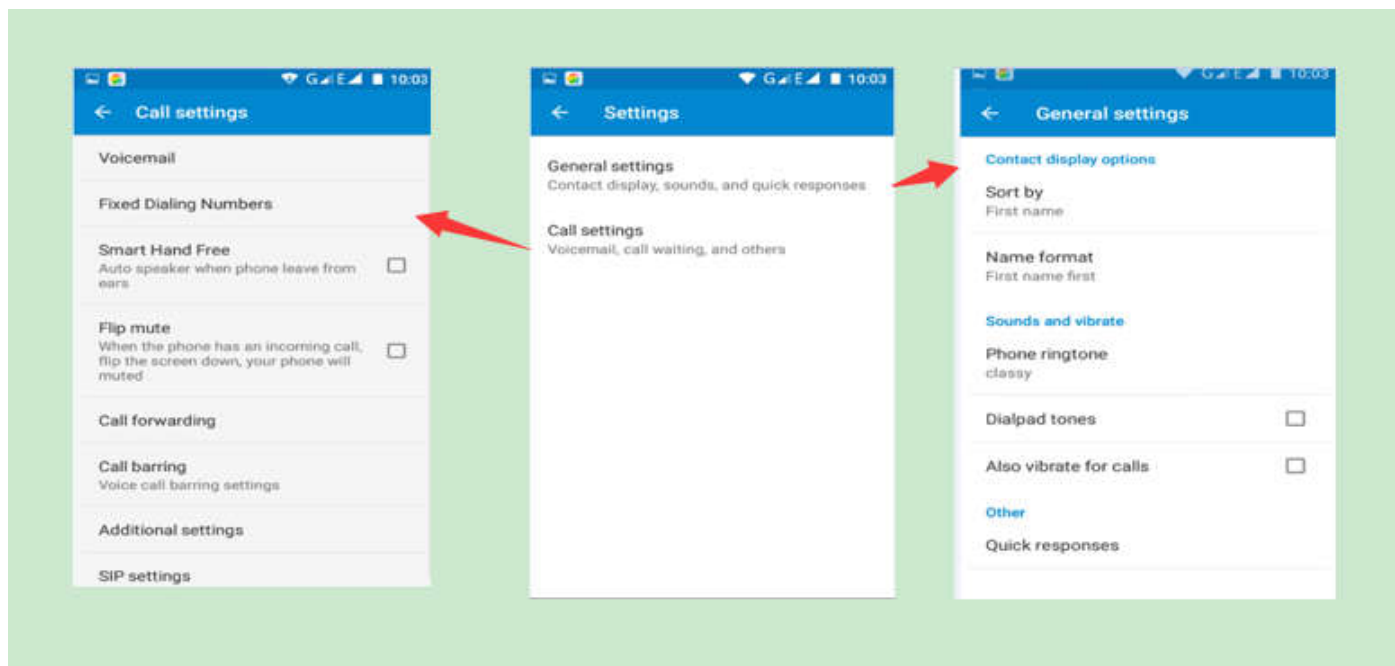 G E 10:03
Call settings
Voicemail
Fixed Dialing Numbers
Smart Hand Free
Auto speaker when phone leave from
ears
Flip mute
When the phone has an incoming call,
flip the screen down, your phone will
muted
Call forwarding
Call barring
Voice call barring settings
Additional settings
SIP settings
G E 10:03
Settings
General settings
Contact display, sounds, and quick responses
Call settings
Voicemail, call waiting, and others
G E 10:03
General settings
Contact display options
Sort by
First name
Name format
First name first
Sounds and vibrate
Phone ringtone
classy
Dialpad tones
Also vibrate for calls
Other
Quick responses